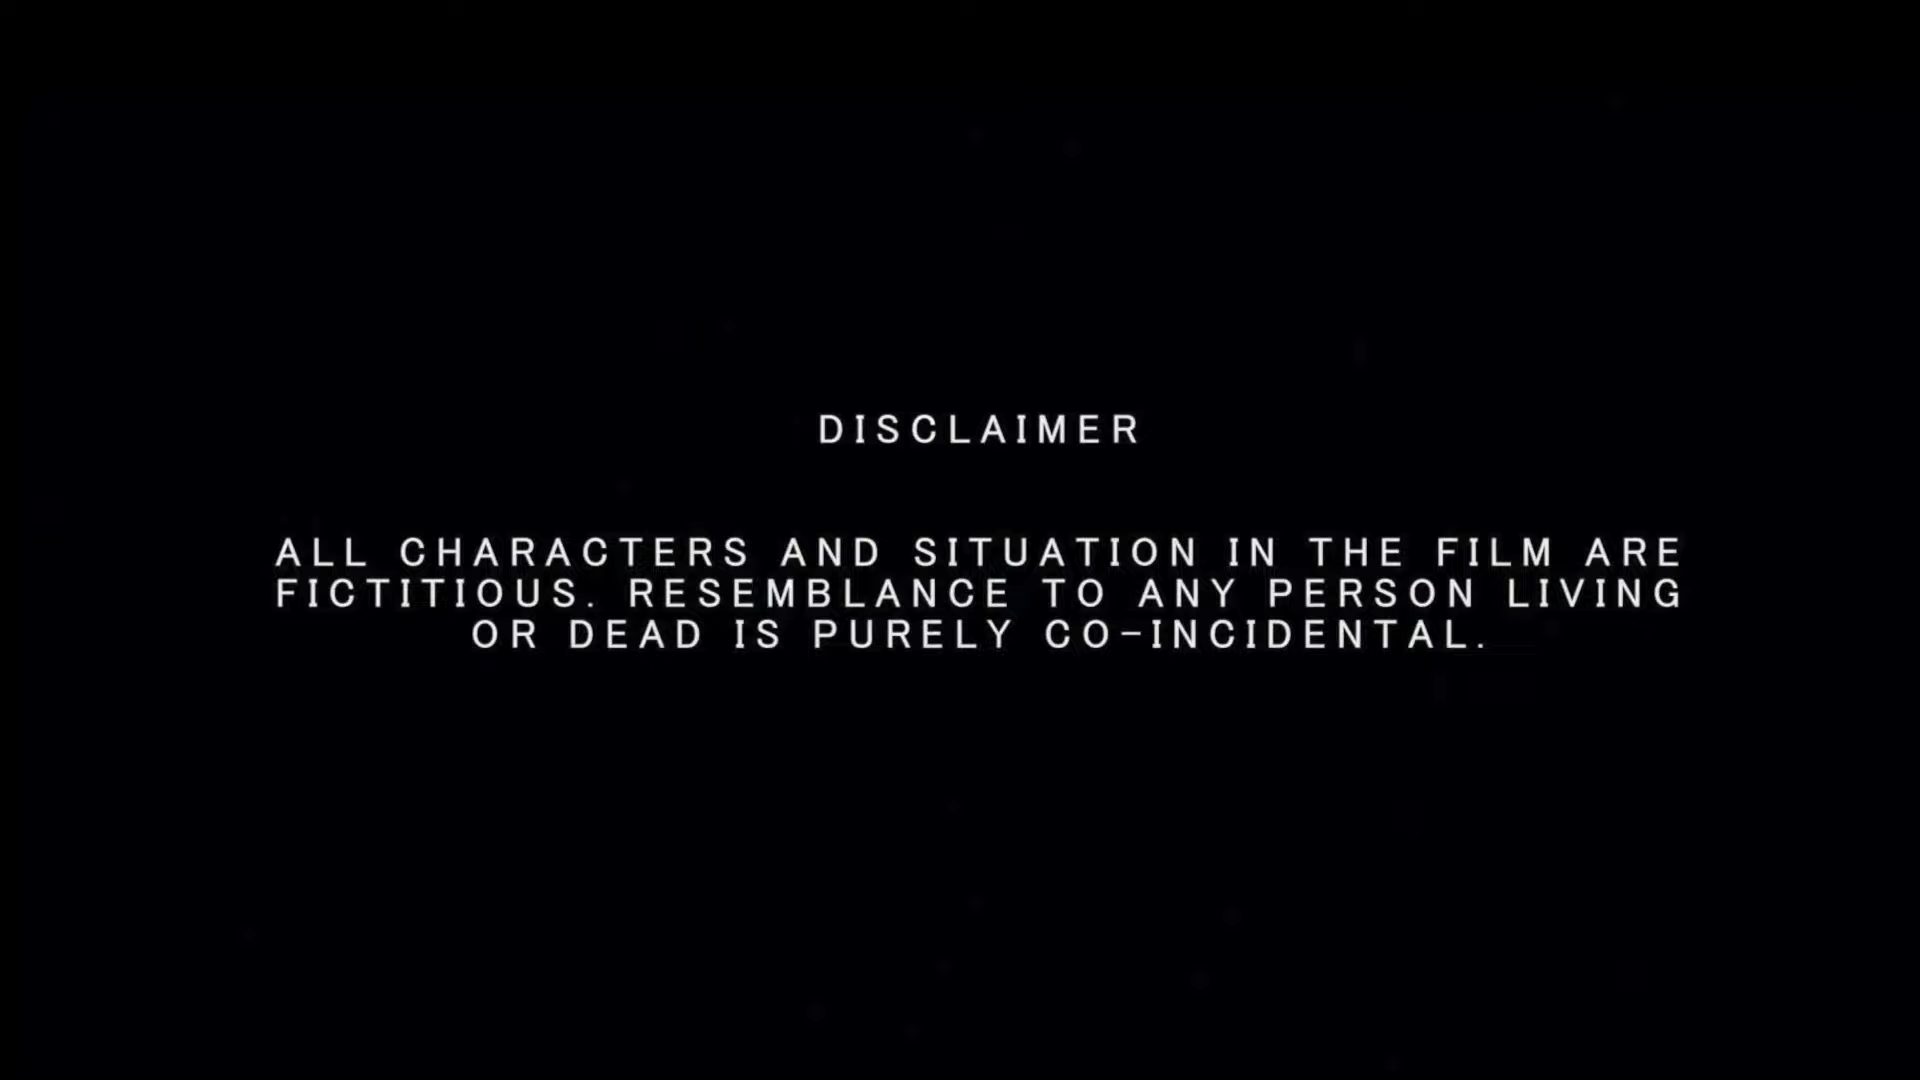 DISCLAIMER
ALL CHARACTERS AND SITUATION IN THE FILM ARE
FICTITIOUS. RESEMBLANCE TO ANY PERSON LIVING
OR DEAD IS PURELY CO-INCIDENTAL.